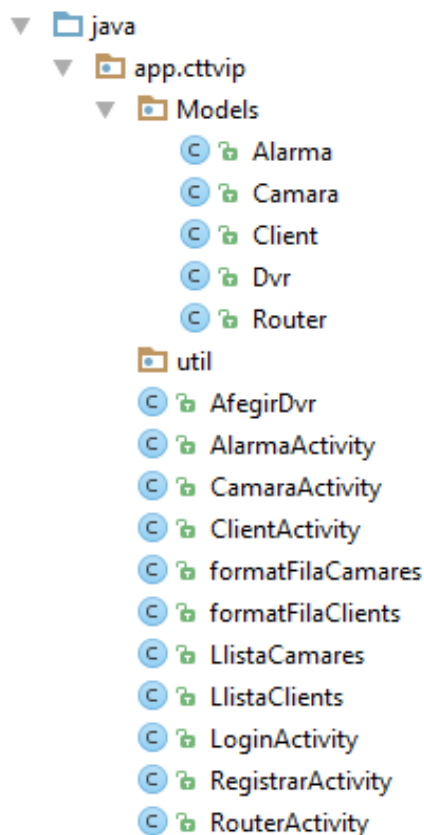 java
app.cttvip
Models
Alarma
Camara
Client
Dvr
Router
util
AfegirDvr
AlarmaActivity
CamaraActivity
ClientActivity
formatFilaCamares
formatFilaClients
LlistaCamares
LlistaClients
LoginActivity
RegistrarActivity
RouterActivity